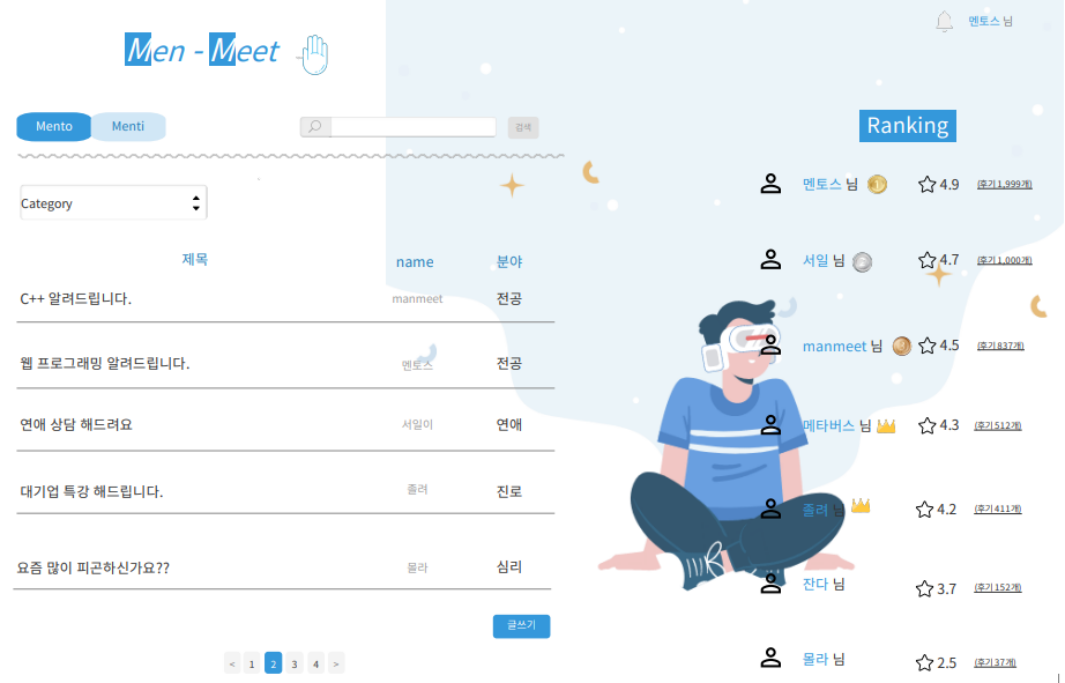 멘토스 님
Men - Meet
Mento Menti 검색
Ranking
Category
제목 name 분야
C++ 알려드립니다. manmeet 전공
웹 프로그래밍 알려드립니다. 멘토스 전공
연애 상담 해드려요 서일이 연애
대기업 특강 해드립니다. 졸려 진로
요즘 많이 피곤하신가요?? 몰라 심리
글쓰기
< 1 2 3 4 >
멘토스 님 4.9 (후기1,999개)
서일 님 4.7 (후기1,000개)
manmeet 님 4.5 (후기837개)
메타버스 님 4.3 (후기512개)
졸려 님 4.2 (후기411개)
잔다 님 3.7 (후기152개)
몰라 님 2.5 (후기37개)